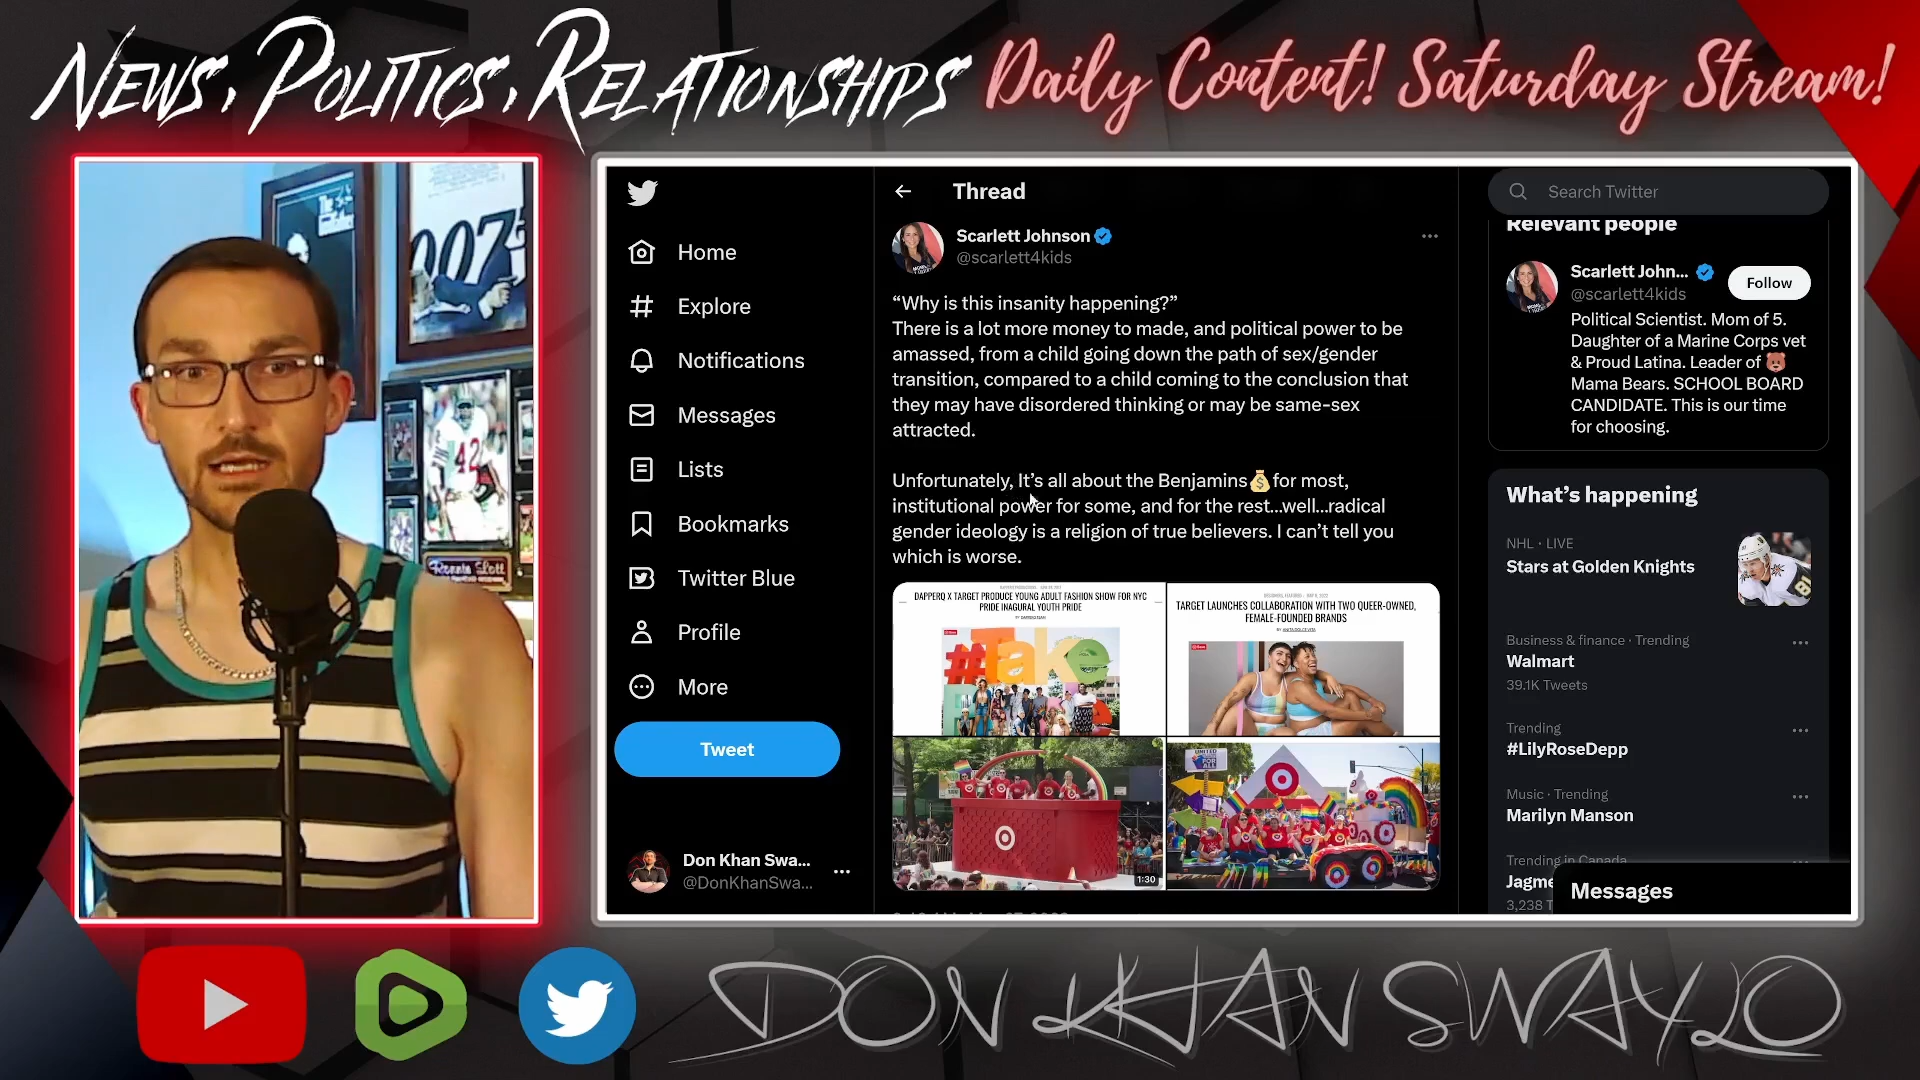 NEWS, POLITICS, RELATIONSHIPS
Daily Content! Saturday Stream!
007
42
Ronnie Lott
Home
Explore
Notifications
Messages
Lists
Bookmarks
Twitter Blue
Profile
More
Tweet
Don Khan Swa...
@DonKhanSwa...
Thread
Scarlett Johnson
@scarlett4kids
“Why is this insanity happening?”
There is a lot more money to made, and political power to be
amassed, from a child going down the path of sex/gender
transition, compared to a child coming to the conclusion that
they may have disordered thinking or may be same-sex
attracted.
Unfortunately, It’s all about the Benjamins💰for most,
institutional power for some, and for the rest...well...radical
gender ideology is a religion of true believers. I can’t tell you
which is worse.
DAPPERQ X TARGET PRODUCE YOUNG ADULT FASHION SHOW FOR NYC
PRIDE INAGURAL YOUTH PRIDE
#Take
TARGET LAUNCHES COLLABORATION WITH TWO QUEER-OWNED,
FEMALE-FOUNDED BRANDS
1:30
Search Twitter
Relevant people
Scarlett John...
@scarlett4kids
Follow
Political Scientist. Mom of 5.
Daughter of a Marine Corps vet
& Proud Latina. Leader of 🐻
Mama Bears. SCHOOL BOARD
CANDIDATE. This is our time
for choosing.
What’s happening
NHL · LIVE
Stars at Golden Knights
Business & finance · Trending
Walmart
39.1K Tweets
Trending
#LilyRoseDepp
Music · Trending
Marilyn Manson
Trending in Canada
Jagme
3,238 T
Messages
DON KHAN SWAYLO